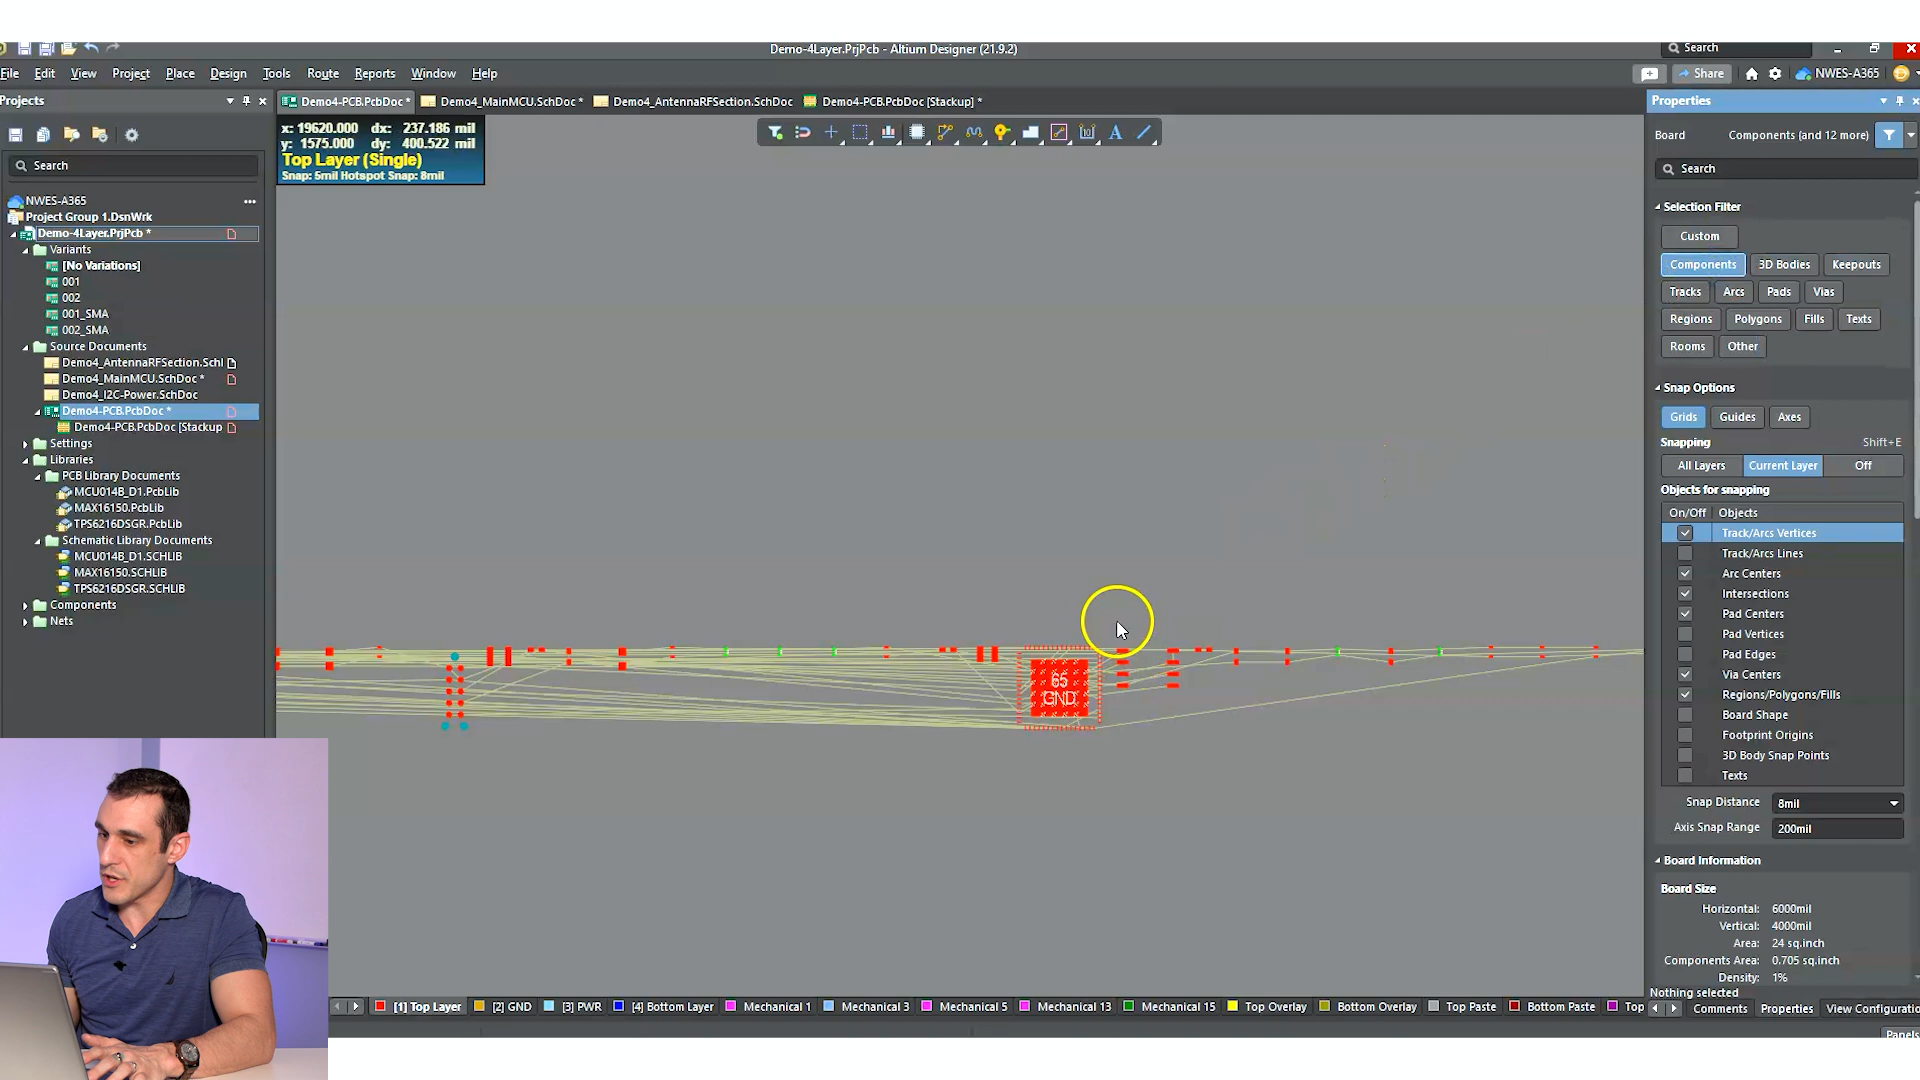 Demo-4Layer.PrjPcb - Altium Designer (21.9.2)
Search
File Edit View Project Place Design Tools Route Reports Window Help
Share NWES-A365
Projects
Demo4-PCB.PcbDoc * Demo4_MainMCU.SchDoc * Demo4_AntennaRFSection.SchDoc Demo4-PCB.PcbDoc [Stackup] *
Search
NWES-A365
Project Group 1.DsnWrk
Demo-4Layer.PrjPcb *
Variants
[No Variations]
001
002
001_SMA
002_SMA
Source Documents
Demo4_AntennaRFSection.SchI
Demo4_MainMCU.SchDoc *
Demo4_I2C-Power.SchDoc
Demo4-PCB.PcbDoc *
Demo4-PCB.PcbDoc [Stackup
Settings
Libraries
PCB Library Documents
MCU014B_D1.PcbLib
MAX16150.PcbLib
TPS6216DSGR.PcbLib
Schematic Library Documents
MCU014B_D1.SCHLIB
MAX16150.SCHLIB
TPS6216DSGR.SCHLIB
Components
Nets
x: 19620.000 dx: 237.186 mil
y: 1575.000 dy: 400.522 mil
Top Layer (Single)
Snap: 5mil Hotspot Snap: 8mil
65
GND
[1] Top Layer [2] GND [3] PWR [4] Bottom Layer Mechanical 1 Mechanical 3 Mechanical 5 Mechanical 13 Mechanical 15 Top Overlay Bottom Overlay Top Paste Bottom Paste Top
Properties
Board Components (and 12 more)
Search
Selection Filter
Custom
Components 3D Bodies Keepouts
Tracks Arcs Pads Vias
Regions Polygons Fills Texts
Rooms Other
Snap Options
Grids Guides Axes
Snapping Shift+E
All Layers Current Layer Off
Objects for snapping
On/Off Objects
Track/Arcs Vertices
Track/Arcs Lines
Arc Centers
Intersections
Pad Centers
Pad Vertices
Pad Edges
Via Centers
Regions/Polygons/Fills
Board Shape
Footprint Origins
3D Body Snap Points
Texts
Snap Distance 8mil
Axis Snap Range 200mil
Board Information
Board Size
Horizontal: 6000mil
Vertical: 4000mil
Area: 24 sq.inch
Components Area: 0.705 sq.inch
Density: 1%
Nothing selected
Comments Properties View Configuratio
Panels